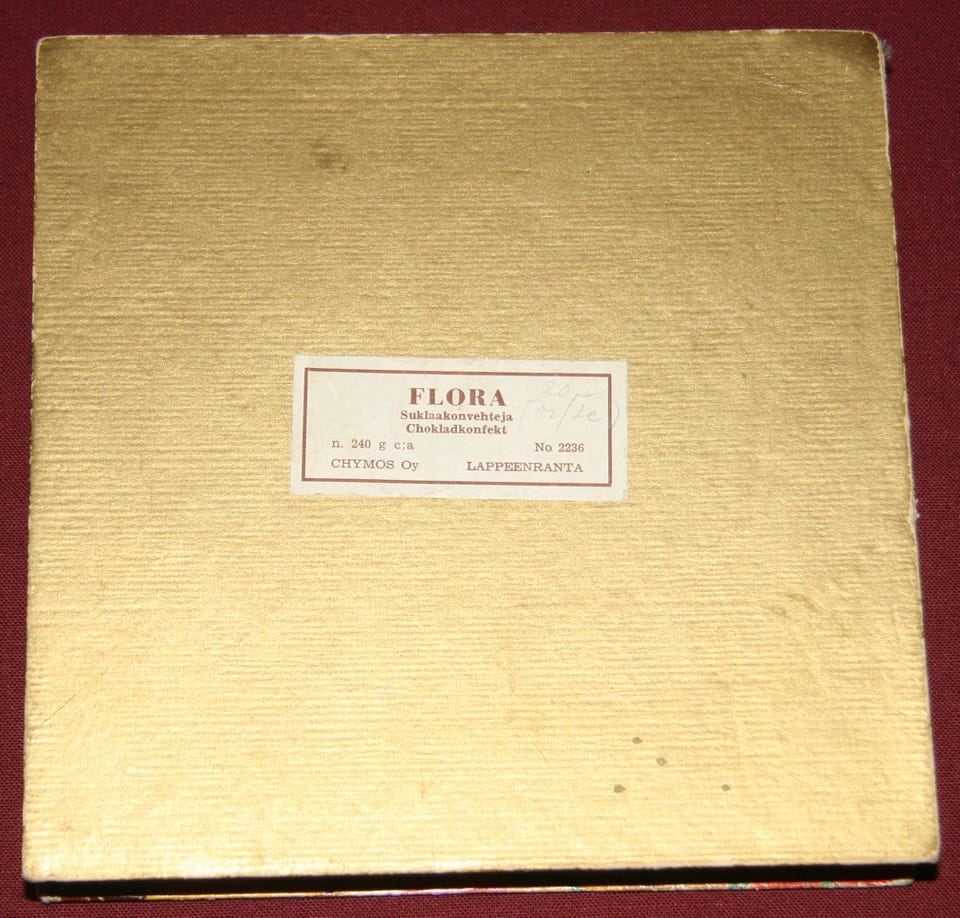 FLORA
Suklaakonvehteja
Chokladkonfekt
n. 240 g c:a No 2236
CHYMOS Oy LAPPEENRANTA